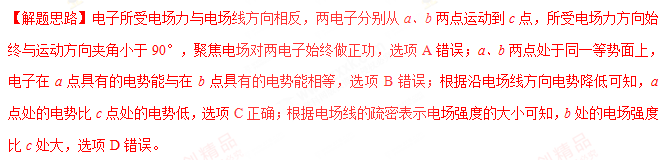 【解题思路】电子所受电场力与电场线方向相反，两电子分别从 a、b 两点运动到 c 点，所受电场力方向始
终与运动方向夹角小于 90°，聚焦电场对两电子始终做正功，选项 A 错误；a、b 两点处于同一等势面上，
电子在 a 点具有的电势能与在 b 点具有的电势能相等，选项 B 错误；根据沿电场线方向电势降低可知，a
点处的电势比 c 点处的电势低，选项 C 正确；根据电场线的疏密表示电场强度的大小可知，b 处的电场强度
比 c 处大，选项 D 错误。